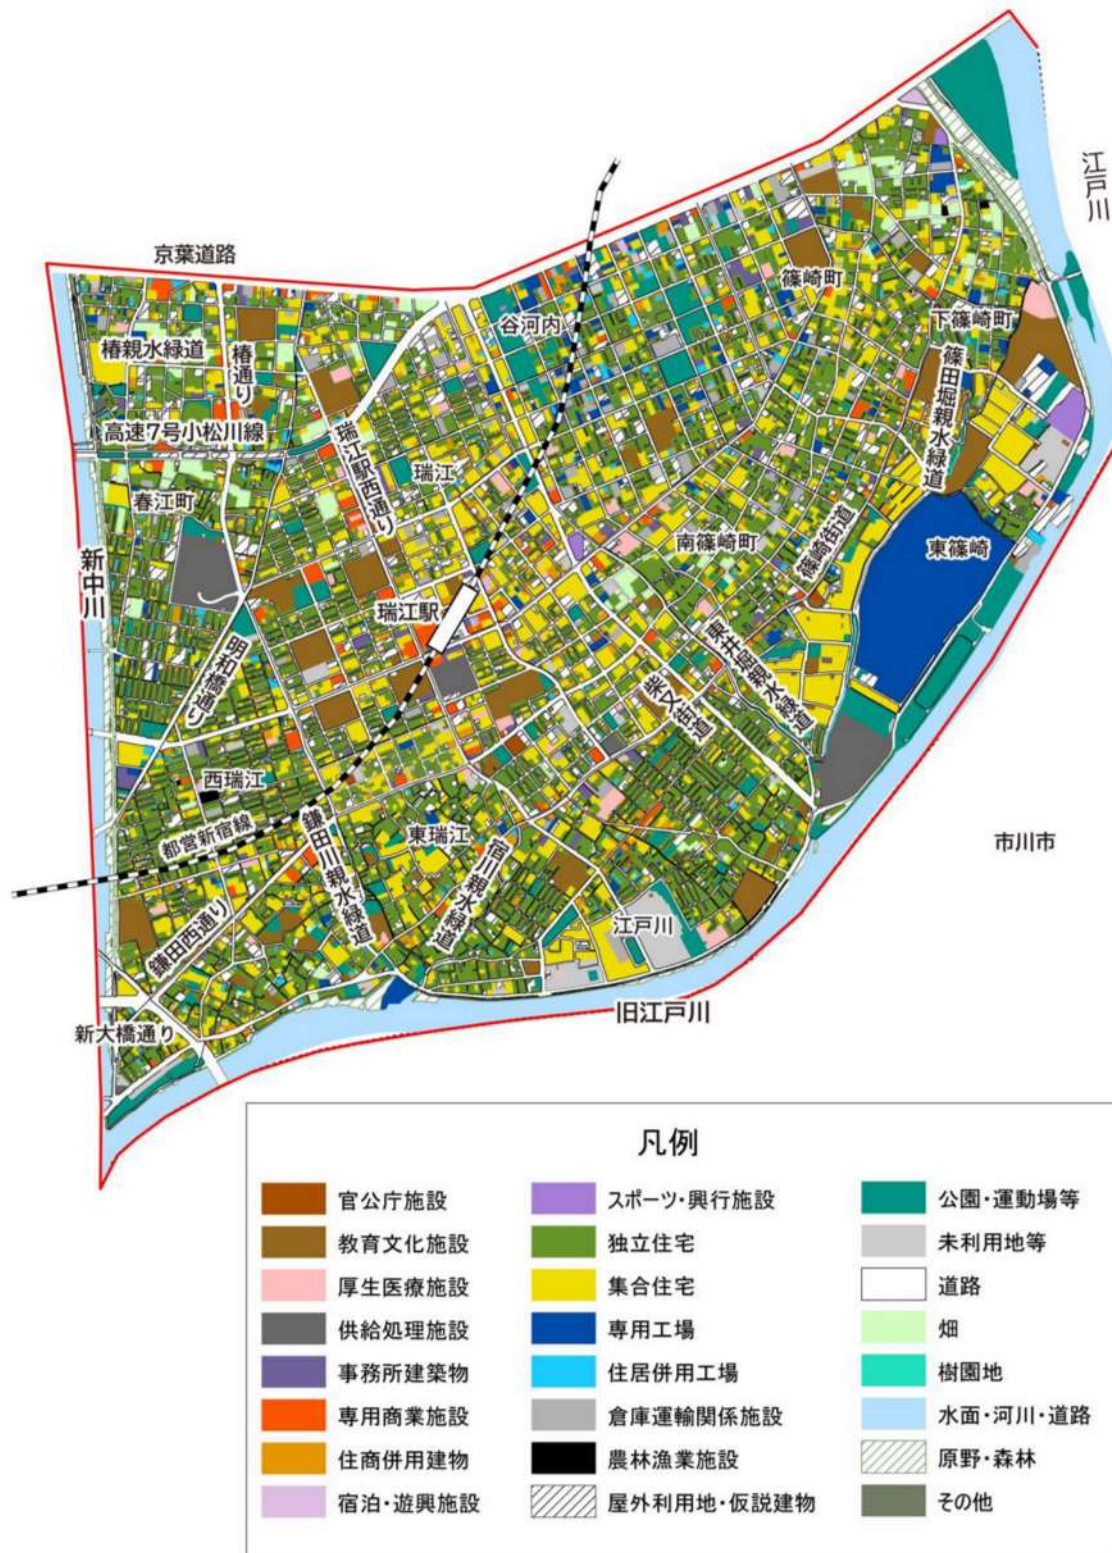 江戸川
京葉道路
篠崎町
谷河内
下篠崎町
椿親水緑道
椿通り
篠田堀親水緑道
高速7号小松川線
瑞江駅西通り
瑞江
春江町
南篠崎町
篠崎街道
東篠崎
新中川
瑞江駅
明和橋通り
東井堀親水緑道
柴又街道
西瑞江
都営新宿線
鎌田川親水緑道
東瑞江
宿川親水緑道
市川市
鎌田西通り
江戸川
新大橋通り
旧江戸川
凡例
官公庁施設
教育文化施設
厚生医療施設
供給処理施設
事務所建築物
専用商業施設
住商併用建物
宿泊・遊興施設
スポーツ・興行施設
独立住宅
集合住宅
専用工場
住居併用工場
倉庫運輸関係施設
農林漁業施設
屋外利用地・仮説建物
公園・運動場等
未利用地等
道路
畑
樹園地
水面・河川・道路
原野・森林
その他